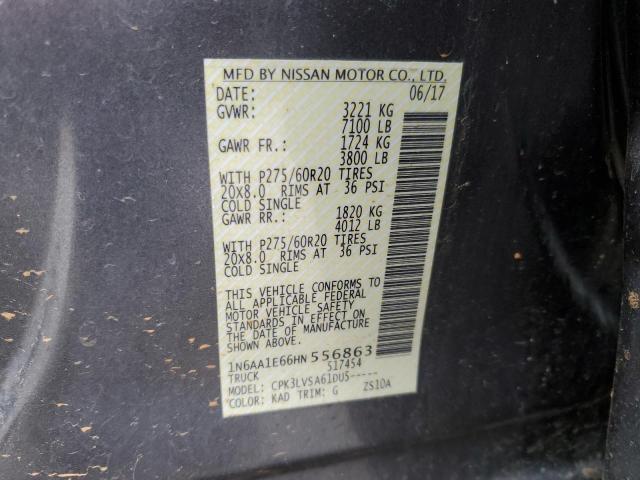 MFD BY NISSAN MOTOR CO., LTD.
DATE: 06/17
GVWR: 3221 KG
7100 LB
GAWR FR.: 1724 KG
3800 LB
WITH P275/60R20 TIRES
20X8.0 RIMS AT 36 PSI
COLD SINGLE
GAWR RR.: 1820 KG
4012 LB
WITH P275/60R20 TIRES
20X8.0 RIMS AT 36 PSI
COLD SINGLE
THIS VEHICLE CONFORMS TO
ALL APPLICABLE FEDERAL
MOTOR VEHICLE SAFETY
STANDARDS IN EFFECT ON
THE DATE OF MANUFACTURE
SHOWN ABOVE.
1N6AA1E66HN 556863
TRUCK S17454
MODEL: CPK3LVSA61DU5-----
COLOR: KAD TRIM: G ZS10A